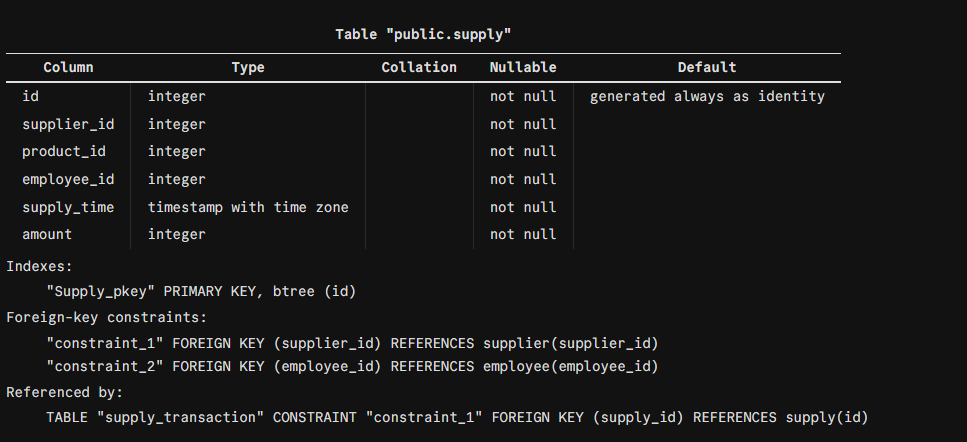 Table "public.supply"
Column Type Collation Nullable Default
id integer not null generated always as identity
supplier_id integer not null
product_id integer not null
employee_id integer not null
supply_time timestamp with time zone not null
amount integer not null
Indexes:
"Supply_pkey" PRIMARY KEY, btree (id)
Foreign-key constraints:
"constraint_1" FOREIGN KEY (supplier_id) REFERENCES supplier(supplier_id)
"constraint_2" FOREIGN KEY (employee_id) REFERENCES employee(employee_id)
Referenced by:
TABLE "supply_transaction" CONSTRAINT "constraint_1" FOREIGN KEY (supply_id) REFERENCES supply(id)